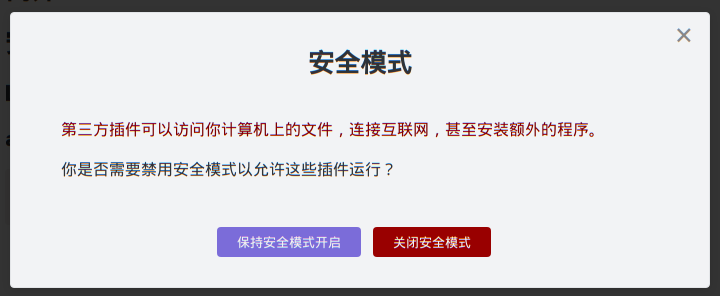 安全模式
第三方插件可以访问你计算机上的文件，连接互联网，甚至安装额外的程序。
你是否需要禁用安全模式以允许这些插件运行？
保持安全模式开启
关闭安全模式